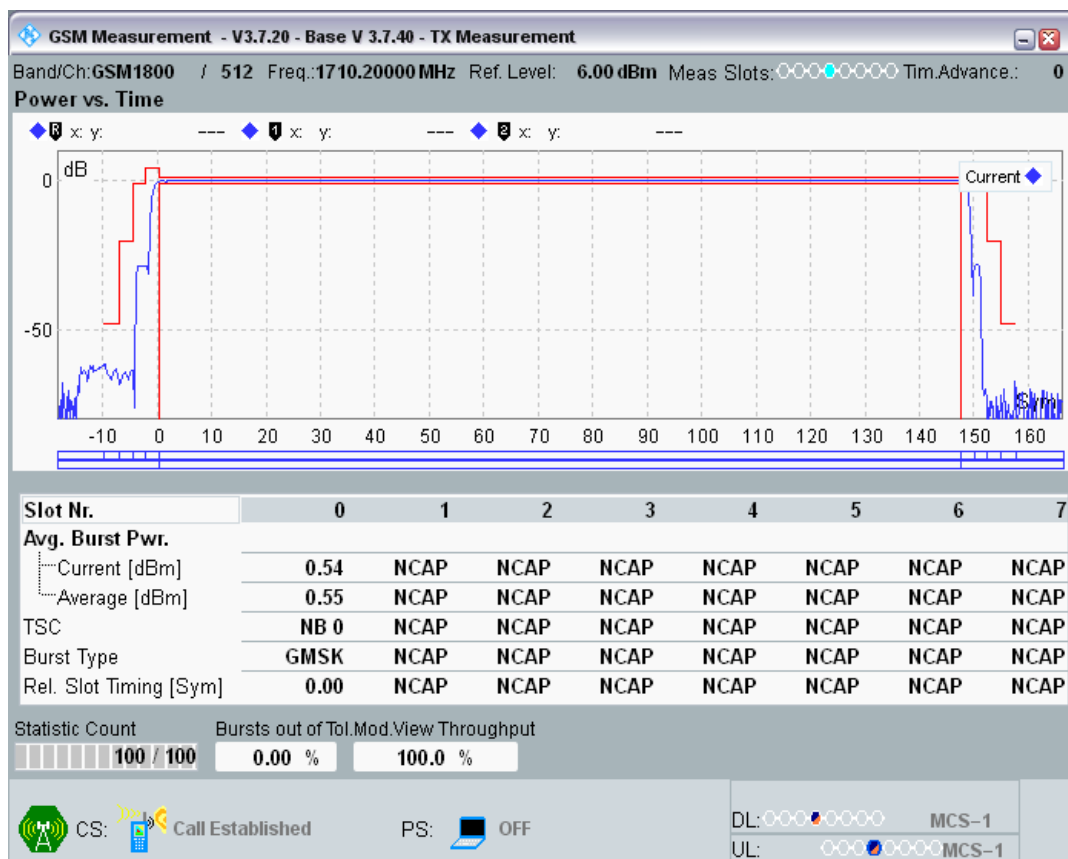 GSM Measurement - V3.7.20 - Base V 3.7.40 - TX Measurement
Band/Ch:GSM1800 / 512 Freq.:1710.20000 MHz Ref. Level: 6.00 dBm Meas Slots: Tim.Advance.: 0
Power vs. Time
R x: y: --- 1 x: y: --- 2 x: y: ---
dB
Current
0
-50
Sym
-10 0 10 20 30 40 50 60 70 80 90 100 110 120 130 140 150 160
Slot Nr. 0 1 2 3 4 5 6 7
Avg. Burst Pwr.
Current [dBm] 0.54 NCAP NCAP NCAP NCAP NCAP NCAP NCAP
Average [dBm] 0.55 NCAP NCAP NCAP NCAP NCAP NCAP NCAP
TSC NB 0 NCAP NCAP NCAP NCAP NCAP NCAP NCAP
Burst Type GMSK NCAP NCAP NCAP NCAP NCAP NCAP NCAP
Rel. Slot Timing [Sym] 0.00 NCAP NCAP NCAP NCAP NCAP NCAP NCAP
Statistic Count Bursts out of Tol.Mod.View Throughput
100 / 100 0.00 % 100.0 %
CS: Call Established PS: OFF
DL: MCS-1
UL: MCS-1